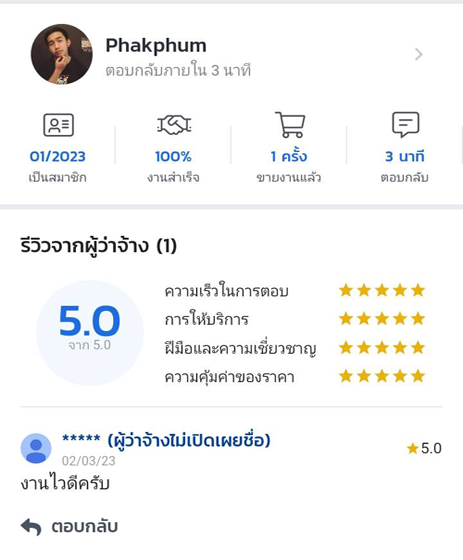 Phakphum
ตอบกลับภายใน 3 นาที
01/2023
เป็นสมาชิก
100%
งานสำเร็จ
1 ครั้ง
ขายงานแล้ว
3 นาที
ตอบกลับ
รีวิวจากผู้ว่าจ้าง (1)
5.0
จาก 5.0
ความเร็วในการตอบ
การให้บริการ
ฝีมือและความเชี่ยวชาญ
ความคุ้มค่าของราคา
***** (ผู้ว่าจ้างไม่เปิดเผยชื่อ)
5.0
02/03/23
งานไวดีครับ
ตอบกลับ